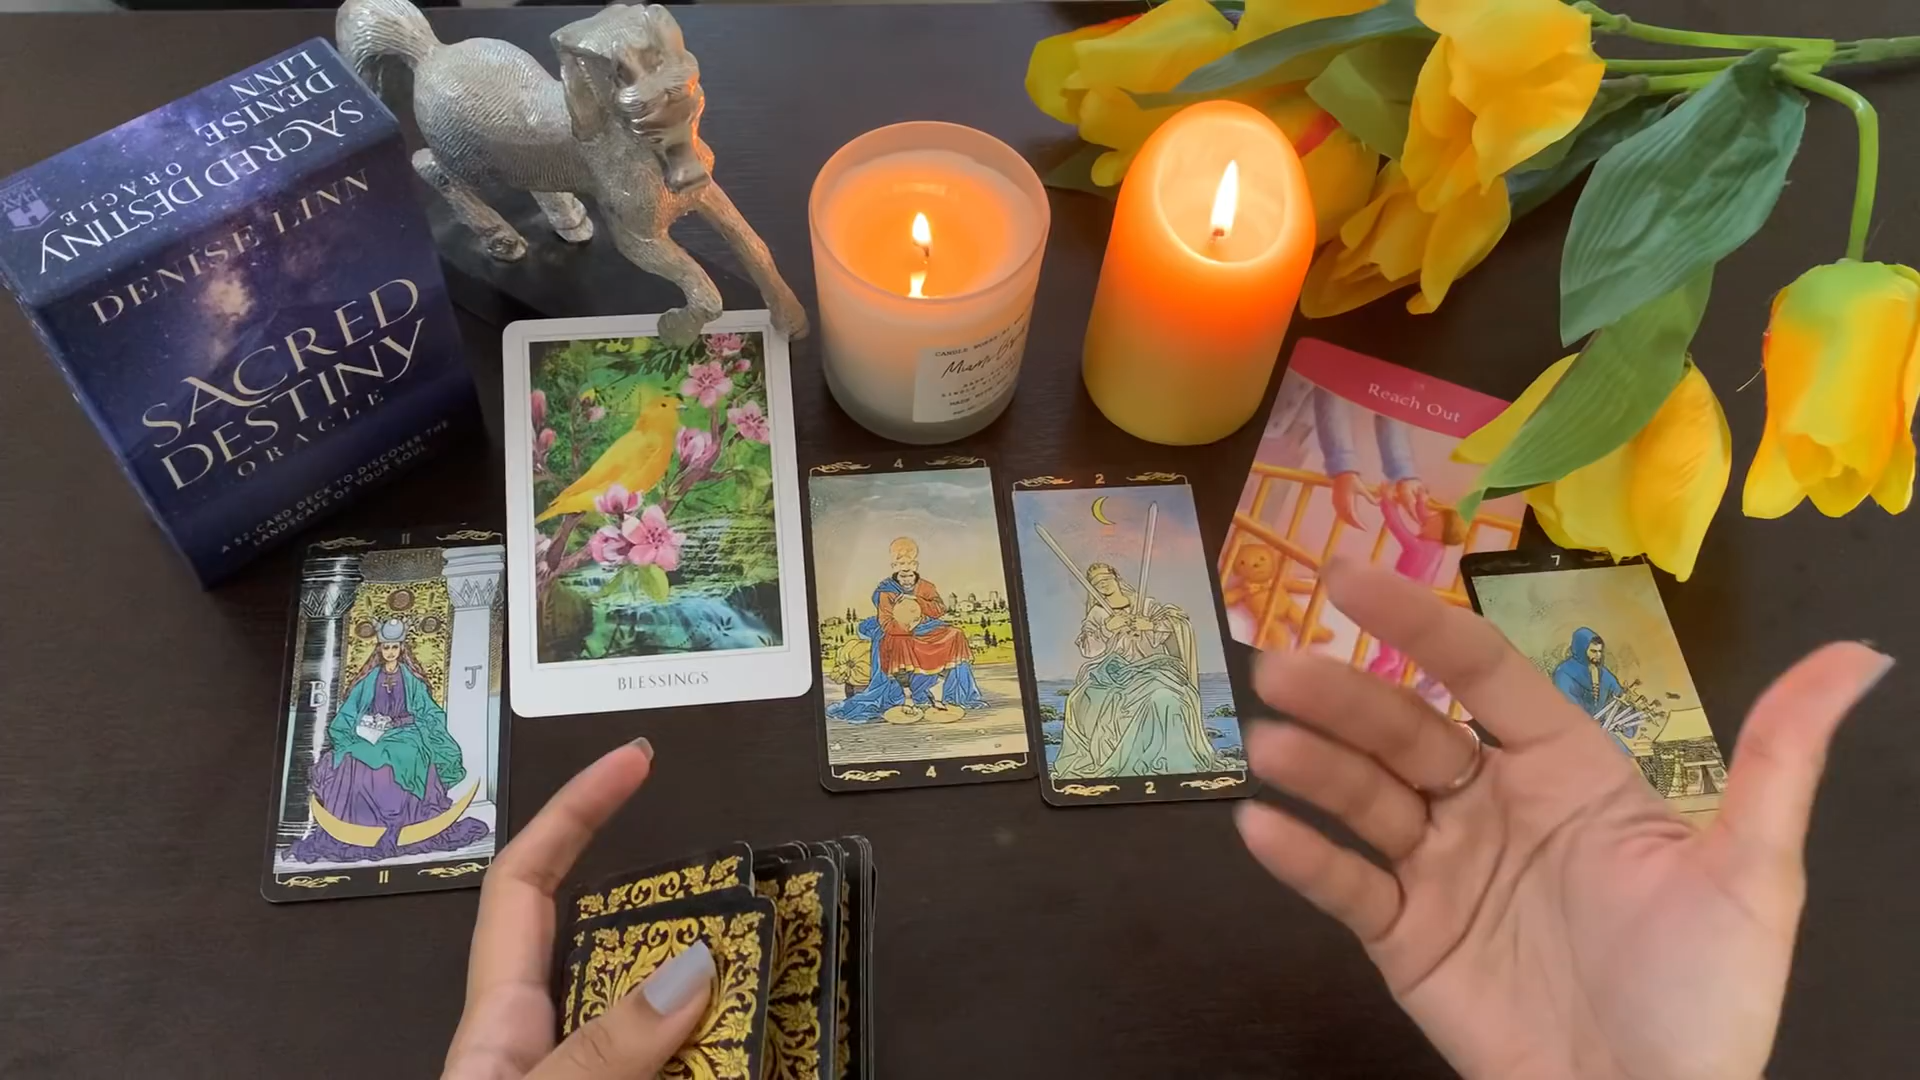 DENISE
LINN
SACRED DESTINY
ORACLE
HAY
DENISE LINN
SACRED
DESTINY
ORACLE
A 52-CARD DECK TO DISCOVER THE
LANDSCAPE OF YOUR SOUL
II
B
J
II
BLESSINGS
4
4
2
2
Reach Out
7